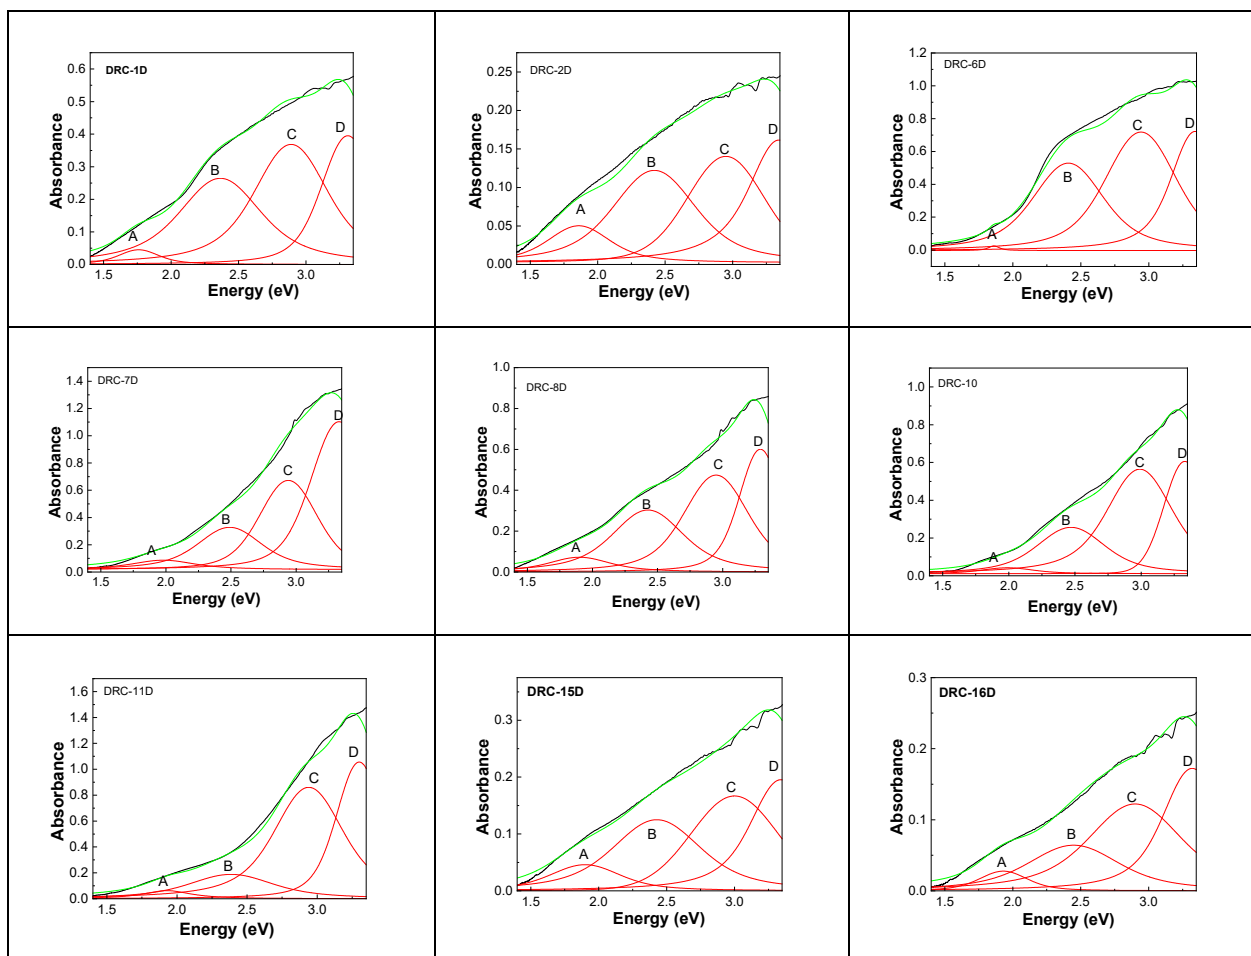 DRC-1D
0.6
0.5
0.4
0.3
0.2
0.1
0.0
Absorbance
A
B
C
D
1.5 2.0 2.5 3.0
Energy (eV)
DRC-2D
0.25
0.20
0.15
0.10
0.05
0.00
Absorbance
A
B
C
D
1.5 2.0 2.5 3.0
Energy (eV)
DRC-6D
1.2
1.0
0.8
0.6
0.4
0.2
0.0
Absorbance
A
B
C
D
1.5 2.0 2.5 3.0
Energy (eV)
DRC-7D
1.4
1.2
1.0
0.8
0.6
0.4
0.2
0.0
Absorbance
A
B
C
D
1.5 2.0 2.5 3.0
Energy (eV)
DRC-8D
1.0
0.8
0.6
0.4
0.2
0.0
Absorbance
A
B
C
D
1.5 2.0 2.5 3.0
Energy (eV)
DRC-10
1.0
0.8
0.6
0.4
0.2
0.0
Absorbance
A
B
C
D
1.5 2.0 2.5 3.0
Energy (eV)
DRC-11D
1.6
1.4
1.2
1.0
0.8
0.6
0.4
0.2
0.0
Absorbance
A
B
C
D
1.5 2.0 2.5 3.0
Energy (eV)
DRC-15D
0.3
0.2
0.1
0.0
Absorbance
A
B
C
D
1.5 2.0 2.5 3.0
Energy (eV)
DRC-16D
0.3
0.2
0.1
0.0
Absorbance
A
B
C
D
1.5 2.0 2.5 3.0
Energy (eV)